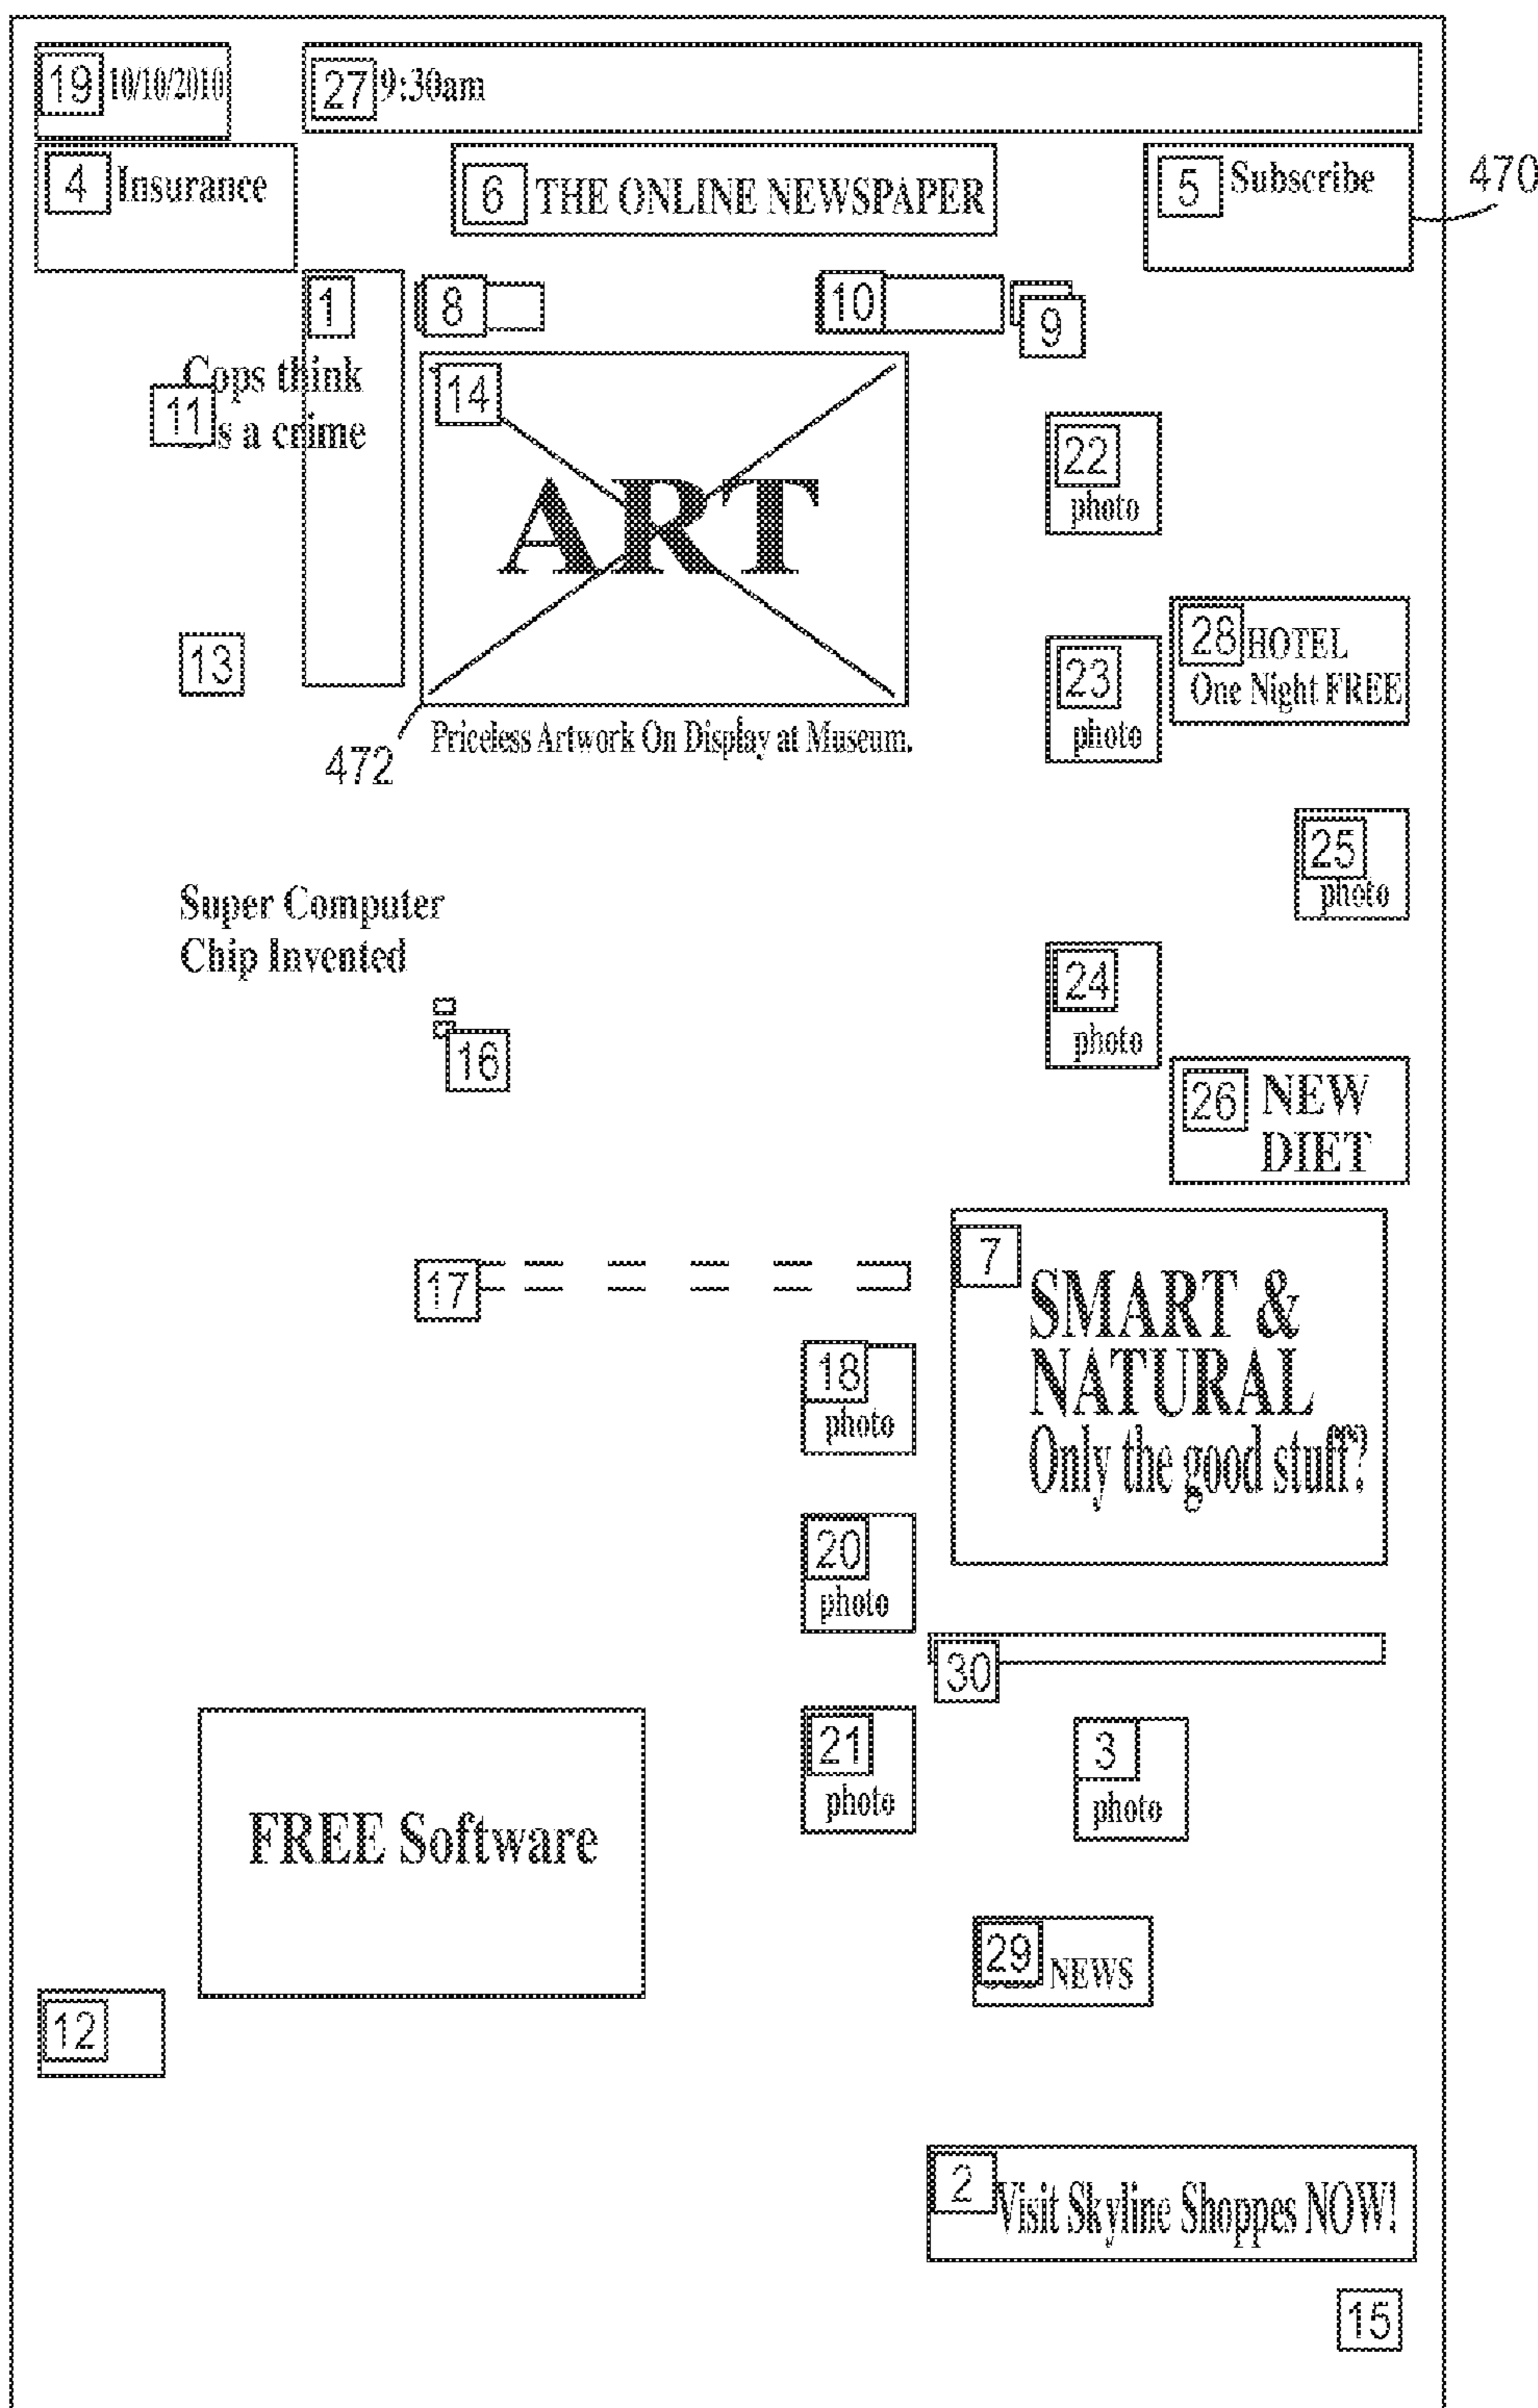 19 10/10/2010
27 9:30am
4 Insurance
6 THE ONLINE NEWSPAPER
5 Subscribe
470
1
8
10
9
Cops think
11 s a crime
14
ART
22
photo
13
28 HOTEL
One Night FREE
23
photo
472
Priceless Artwork On Display at Museum.
25
photo
Super Computer
Chip Invented
24
photo
16
26 NEW
DIET
7
17
SMART &
NATURAL
Only the good stuff?
18
photo
20
photo
30
21
photo
3
photo
FREE Software
29 NEWS
12
2 Visit Skyline Shoppes NOW!
15